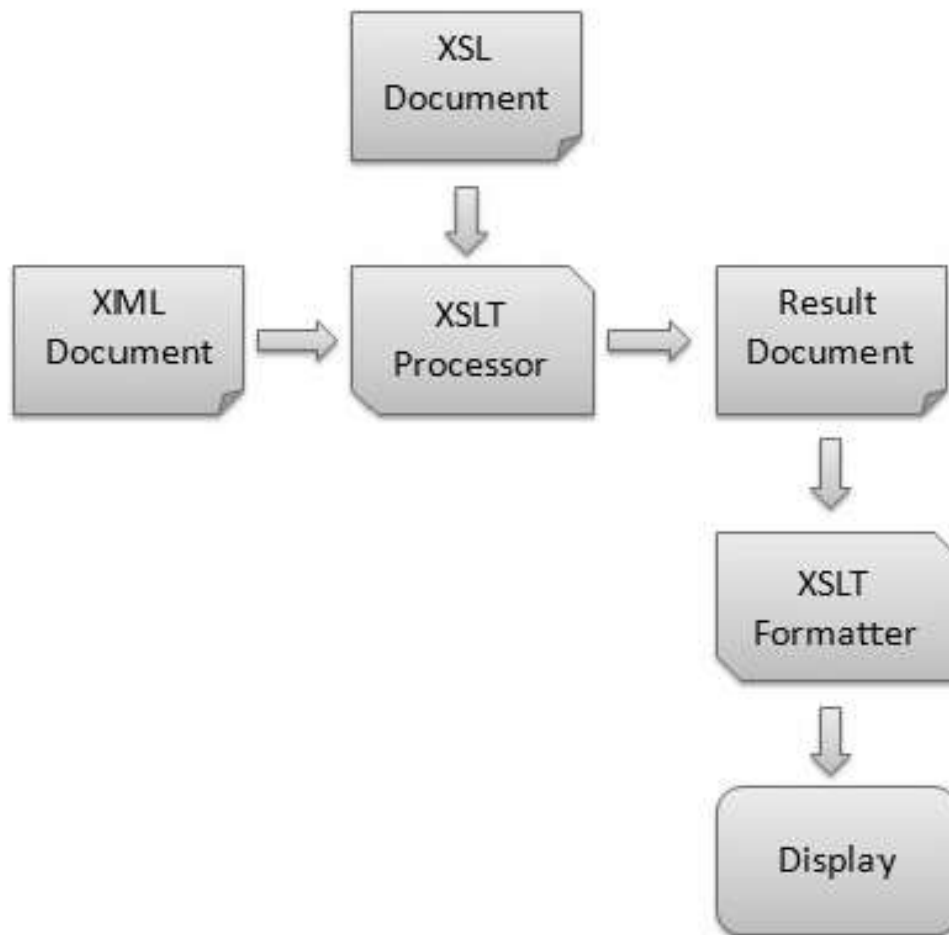 XSL
Document
XML
Document
XSLT
Processor
Result
Document
XSLT
Formatter
Display